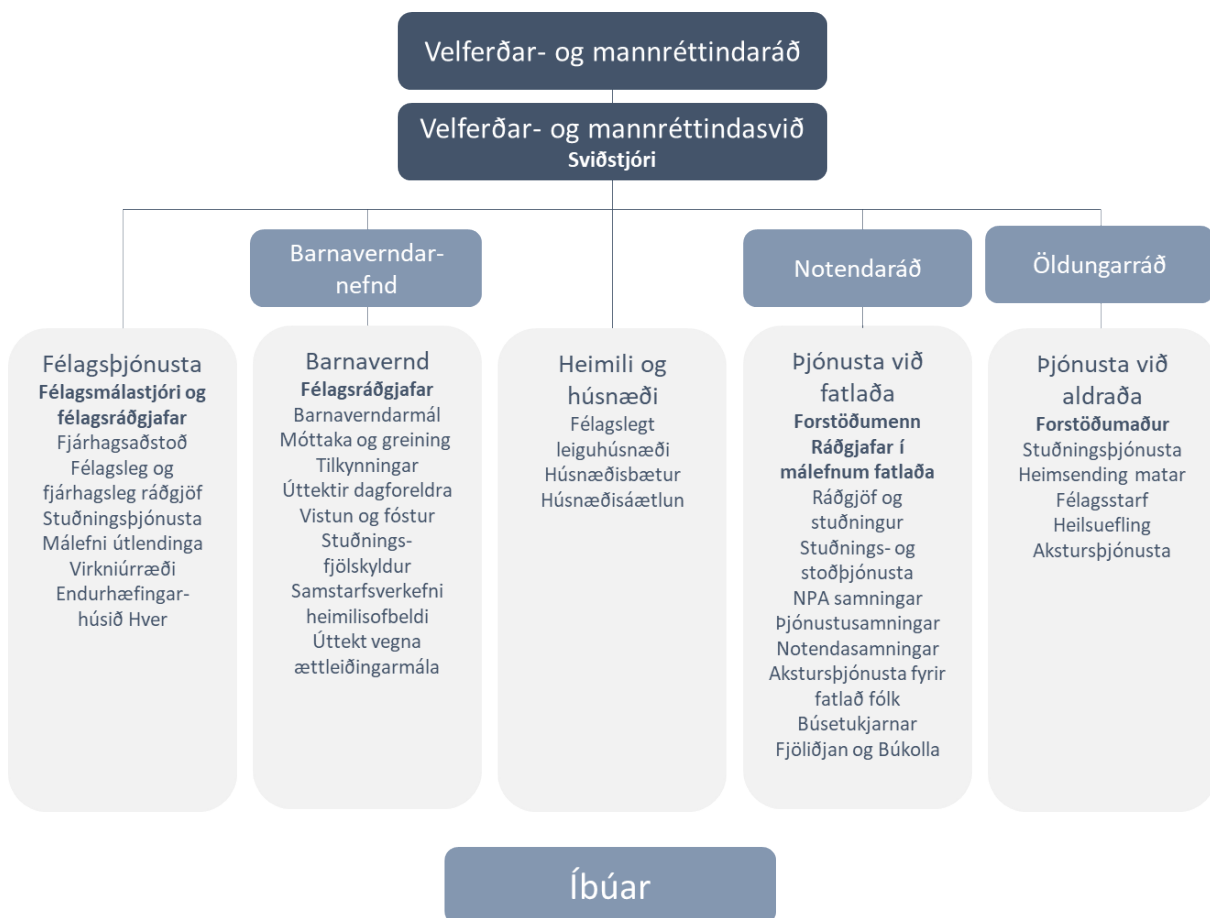 Velferðar- og mannréttindaráð
Velferðar- og mannréttindasvið
Sviðstjóri
Barnaverndar-
nefnd
Notendaráð
Öldungarráð
Félagsþjónusta
Félagsmálastjóri og
félagsráðgjafar
Fjárhagsaðstoð
Félagsleg og
fjárhagsleg ráðgjöf
Stuðningsþjónusta
Málefni útlendinga
Virkniúrræði
Endurhæfingar-
húsið Hver
Barnavernd
Félagsráðgjafar
Barnaverndarmál
Móttaka og greining
Tilkynningar
Úttektir dagforeldra
Vistun og fóstur
Stuðnings-
fjölskyldur
Samstarfsverkefni
heimilisofbeldi
Úttekt vegna
ættleiðingarmála
Heimili og
húsnæði
Félagslegt
leiguhúsnæði
Húsnæðisbætur
Húsnæðisáætlun
Þjónusta við
fatlaða
Forstöðumenn
Ráðgjafar í
málefnum fatlaða
Ráðgjöf og
stuðningur
Stuðnings- og
stoðþjónusta
NPA samningar
Þjónustusamningar
Notendasamningar
Akstursþjónusta fyrir
fatlað fólk
Búsetukjarnar
Fjöliðjan og Búkolla
Þjónusta við
aldraða
Forstöðumaður
Stuðningsþjónusta
Heimsending matar
Félagsstarf
Heilsuefling
Akstursþjónusta
Íbúar